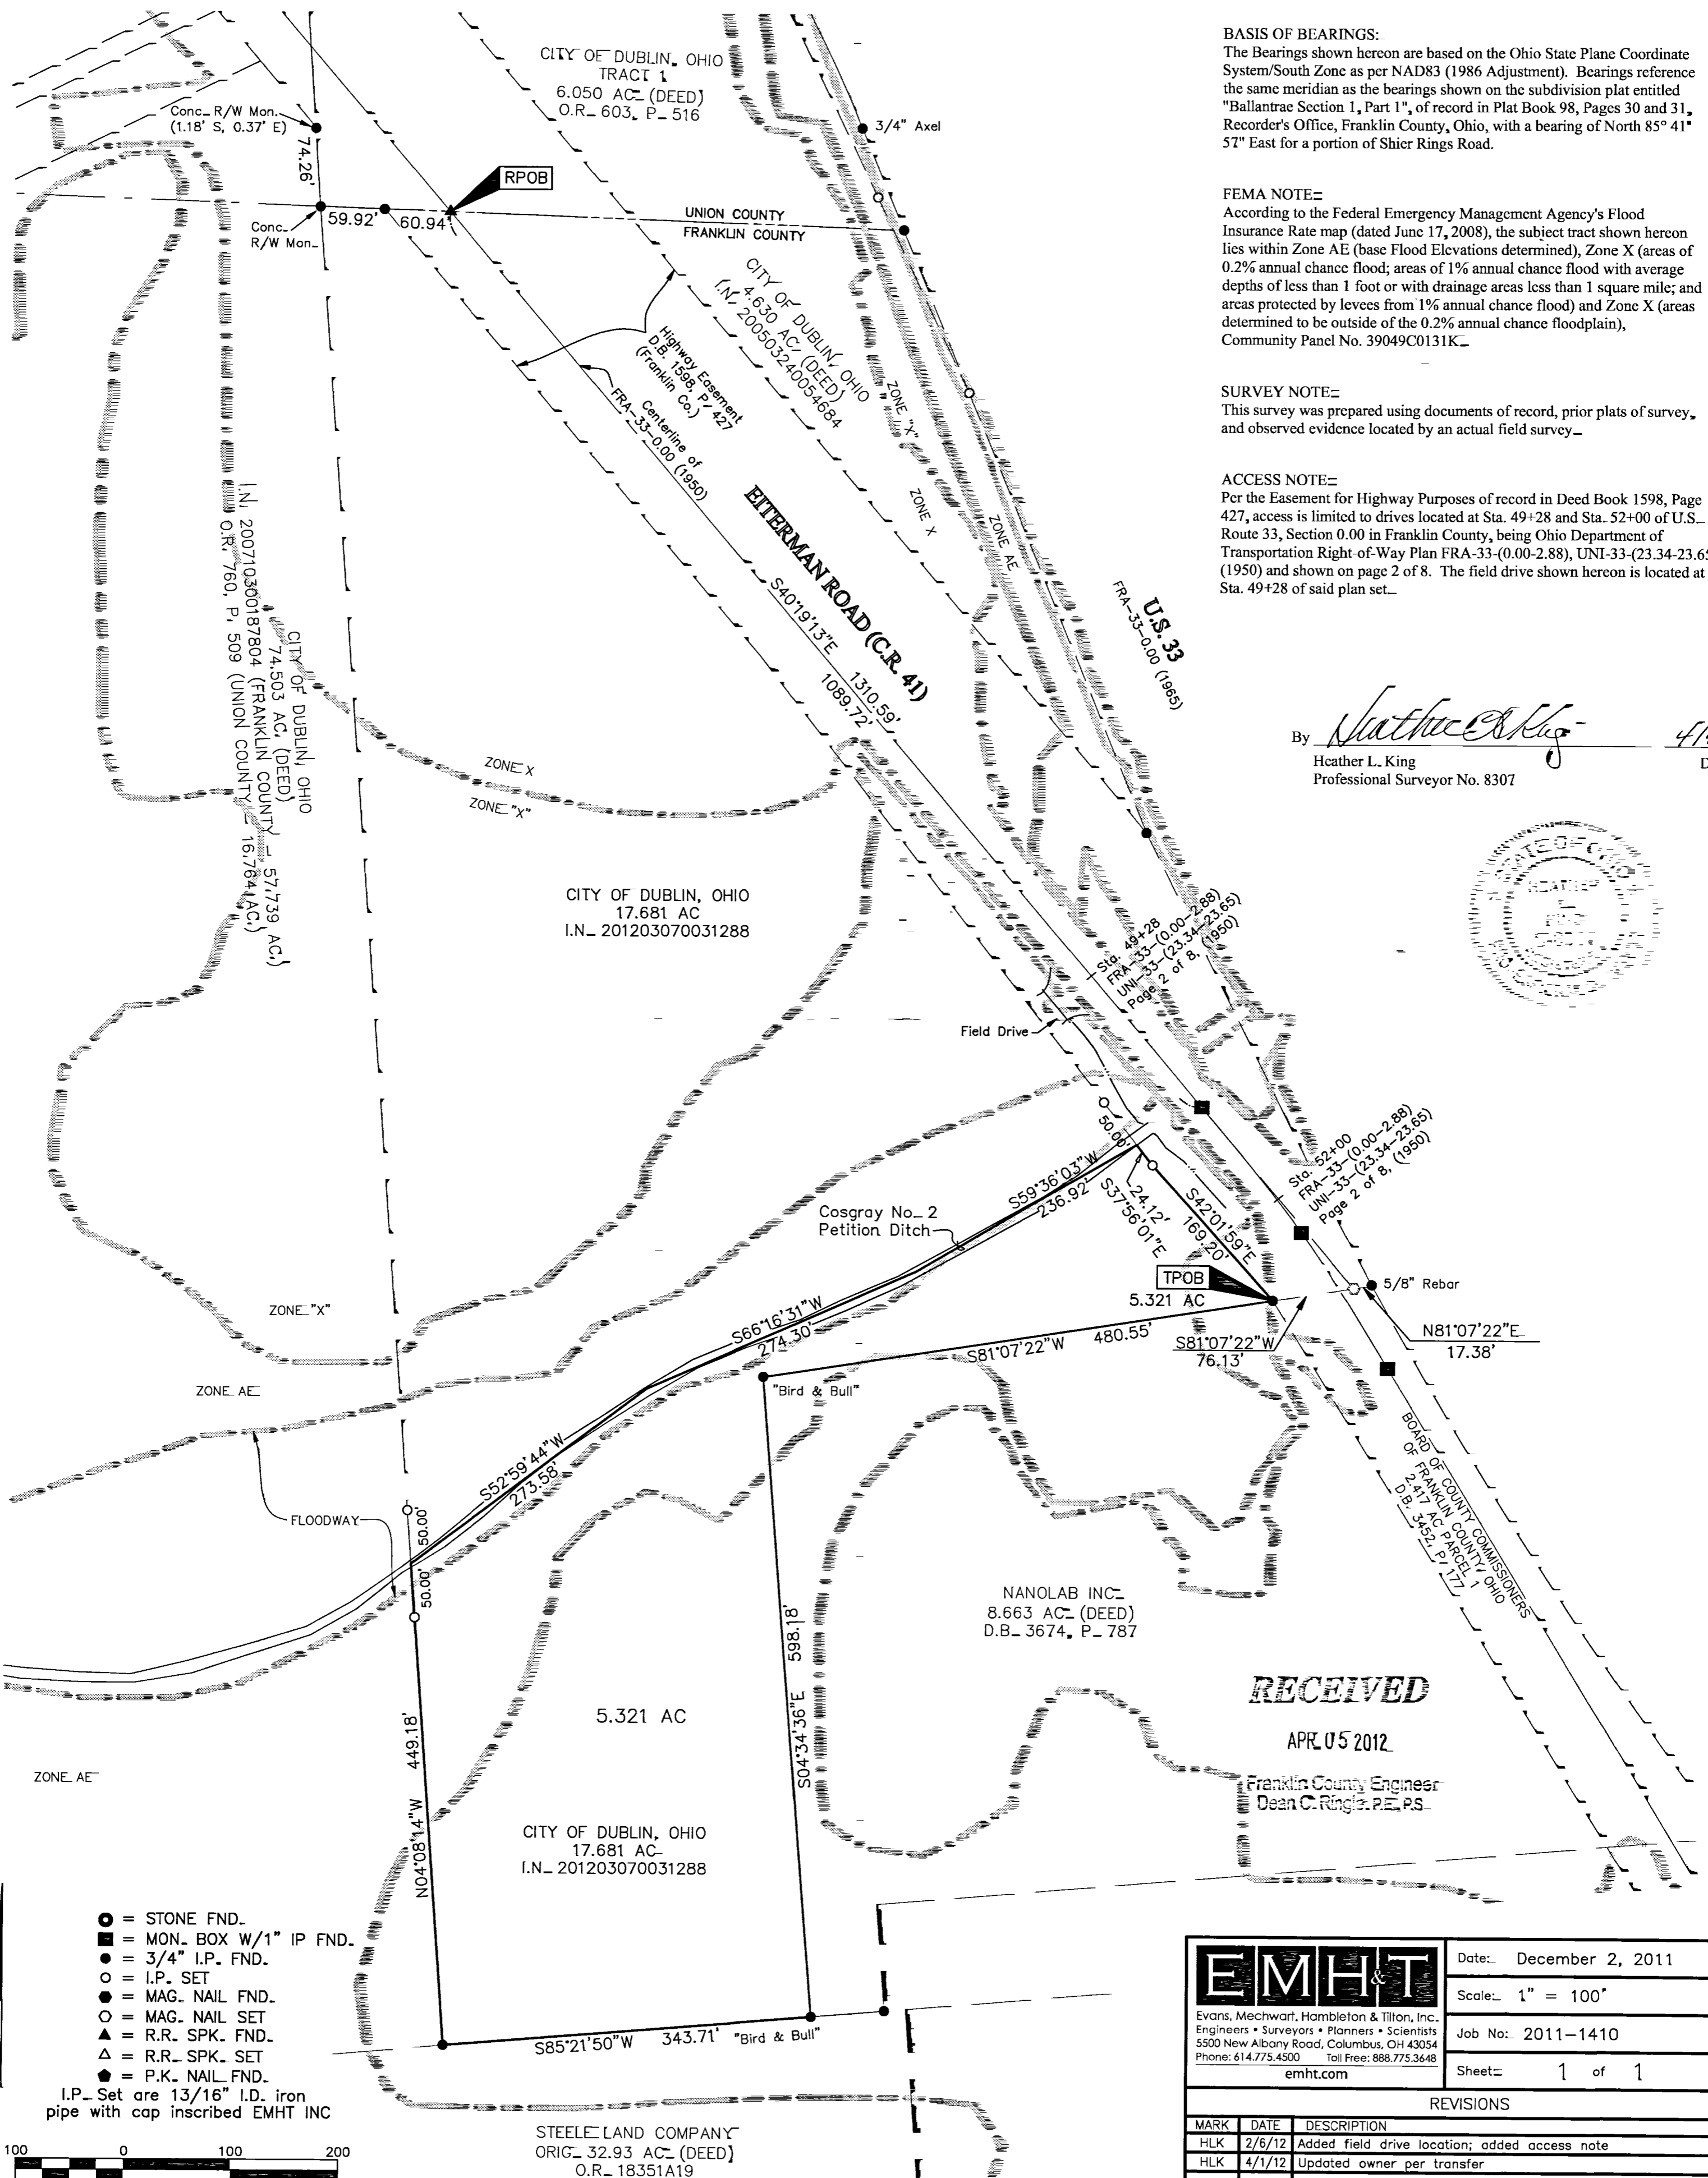 BASIS OF BEARINGS:
The Bearings shown hereon are based on the Ohio State Plane Coordinate
System/South Zone as per NAD83 (1986 Adjustment). Bearings reference
the same meridian as the bearings shown on the subdivision plat entitled
"Ballantrae Section 1, Part 1", of record in Plat Book 98, Pages 30 and 31,
Recorder's Office, Franklin County, Ohio, with a bearing of North 85° 41'
57" East for a portion of Shier Rings Road.
FEMA NOTE:
According to the Federal Emergency Management Agency's Flood
Insurance Rate map (dated June 17, 2008), the subject tract shown hereon
lies within Zone AE (base Flood Elevations determined), Zone X (areas of
0.2% annual chance flood; areas of 1% annual chance flood with average
depths of less than 1 foot or with drainage areas less than 1 square mile; and
areas protected by levees from 1% annual chance flood) and Zone X (areas
determined to be outside of the 0.2% annual chance floodplain),
Community Panel No. 39049C0131K.
SURVEY NOTE:
This survey was prepared using documents of record, prior plats of survey,
and observed evidence located by an actual field survey.
ACCESS NOTE:
Per the Easement for Highway Purposes of record in Deed Book 1598, Page
427, access is limited to drives located at Sta. 49+28 and Sta. 52+00 of U.S.
Route 33, Section 0.00 in Franklin County, being Ohio Department of
Transportation Right-of-Way Plan FRA-33-(0.00-2.88), UNI-33-(23.34-23.65
(1950) and shown on page 2 of 8. The field drive shown hereon is located at
Sta. 49+28 of said plan set.
By
Heather L. King
Professional Surveyor No. 8307
STATE OF OHIO
HEATHER
CITY OF DUBLIN, OHIO
TRACT 1
6.050 AC. (DEED)
O.R. 603, P. 516
Conc. R/W Mon.
(1.18' S, 0.37' E)
74.26'
3/4" Axel
RPOB
59.92'
60.94'
Conc.
R/W Mon.
UNION COUNTY
FRANKLIN COUNTY
CITY OF DUBLIN, OHIO
4.630 AC. (DEED)
I.N. 200503240054684
Highway Easement
D.B. 1598, P. 427
(Franklin Co.)
Centerline of
FRA-33-0.00 (1950)
ZONE "X"
ZONE X
ZONE AE
EITERMAN ROAD (C.R. 41)
S40°19'13"E 1310.59'
1089.72'
U.S. 33
FRA-33-0.00 (1965)
CITY OF DUBLIN, OHIO
74.503 AC. (DEED)
I.N. 200710300187804 (FRANKLIN COUNTY - 57.739 AC.)
O.R. 760, P. 509 (UNION COUNTY - 16.764 AC.)
ZONE X
ZONE "X"
CITY OF DUBLIN, OHIO
17.681 AC
I.N. 201203070031288
Sta. 49+28
FRA-33-(0.00-2.88)
UNI-33-(23.34-23.65)
Page 2 of 8, (1950)
Field Drive
50.00'
Sta. 52+00
FRA-33-(0.00-2.88)
UNI-33-(23.34-23.65)
Page 2 of 8, (1950)
S59°36'03"W
236.92'
24.12'
S37°56'01"E
S42°01'59"E
169.20'
Cosgray No. 2
Petition Ditch
TPOB
5.321 AC
5/8" Rebar
N81°07'22"E
17.38'
S81°07'22"W
76.13'
S81°07'22"W 480.55'
S66°16'31"W
274.30'
"Bird & Bull"
ZONE "X"
ZONE AE
S52°59'44"W
273.58'
FLOODWAY
50.00'
50.00'
BOARD OF COUNTY COMMISSIONERS
OF FRANKLIN COUNTY, OHIO
2.417 AC PARCEL 1
D.B. 3452, P. 177
NANOLAB INC.
8.663 AC. (DEED)
D.B. 3674, P. 787
S04°34'36"E 598.18'
5.321 AC
N04°08'14"W 449.18'
ZONE AE
RECEIVED
APR 05 2012
Franklin County Engineer
Dean C. Ringle, P.E., P.S.
CITY OF DUBLIN, OHIO
17.681 AC
I.N. 201203070031288
S85°21'50"W 343.71' "Bird & Bull"
= STONE FND.
= MON. BOX W/1" IP FND.
= 3/4" I.P. FND.
= I.P. SET
= MAG. NAIL FND.
= MAG. NAIL SET
= R.R. SPK. FND.
= R.R. SPK. SET
= P.K. NAIL FND.
I.P. Set are 13/16" I.D. iron
pipe with cap inscribed EMHT INC
100 0 100 200
STEELE LAND COMPANY
ORIG. 32.93 AC. (DEED)
O.R. 18351A19
EMH&T
Evans, Mechwart, Hambleton & Tilton, Inc.
Engineers • Surveyors • Planners • Scientists
5500 New Albany Road, Columbus, OH 43054
Phone: 614.775.4500 Toll Free: 888.775.3648
emht.com
Date: December 2, 2011
Scale: 1" = 100'
Job No: 2011-1410
Sheet: 1 of 1
REVISIONS
MARK DATE DESCRIPTION
HLK 2/6/12 Added field drive location; added access note
HLK 4/1/12 Updated owner per transfer